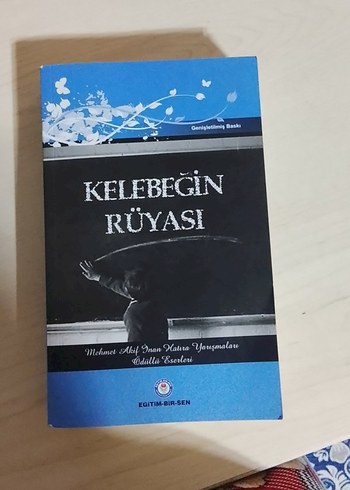 Genişletilmiş Baskı
KELEBEĞİN
RÜYASI
Mehmet Akif İnan Hatıra Yarışmaları
Ödüllü Eserleri
EĞİTİM-BİR-SEN